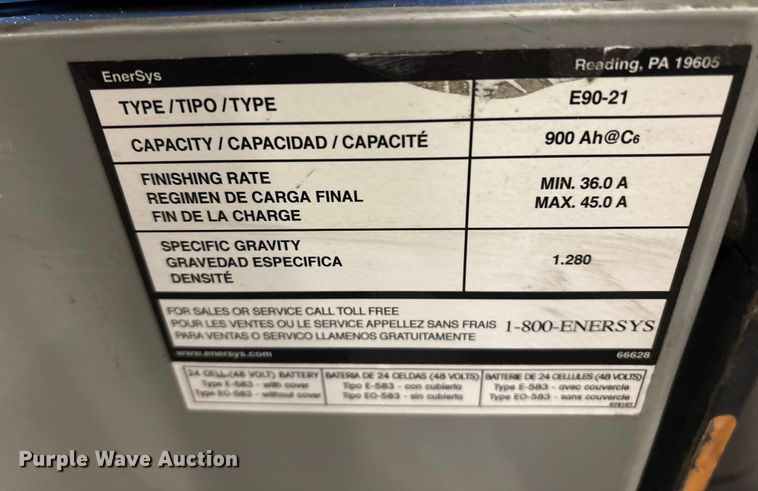 EnerSys Reading, PA 19605
TYPE / TIPO / TYPE E90-21
CAPACITY / CAPACIDAD / CAPACITÉ 900 Ah@C6
FINISHING RATE
REGIMEN DE CARGA FINAL
FIN DE LA CHARGE
MIN. 36.0 A
MAX. 45.0 A
SPECIFIC GRAVITY
GRAVEDAD ESPECIFICA
DENSITÉ
1.280
FOR SALES OR SERVICE CALL TOLL FREE
POUR LES VENTES OU LE SERVICE APPELLEZ SANS FRAIS
PARA VENTAS O SERVICO LLAMENOS GRATUITAMENTE
1-800-ENERSYS
www.enersys.com 66628
24 CELL (48 VOLT) BATTERY
Type E-583 - with cover
Type EO-583 - without cover
BATERIA DE 24 CELDAS (48 VOLTS)
Tipo E-583 - con cubierta
Tipo EO-583 - sin cubierta
BATTERIE DE 24 CELLULES (48 VOLTS)
Type E-583 - avec couvercle
Type EO-583 - sans couvercle
Purple Wave Auction